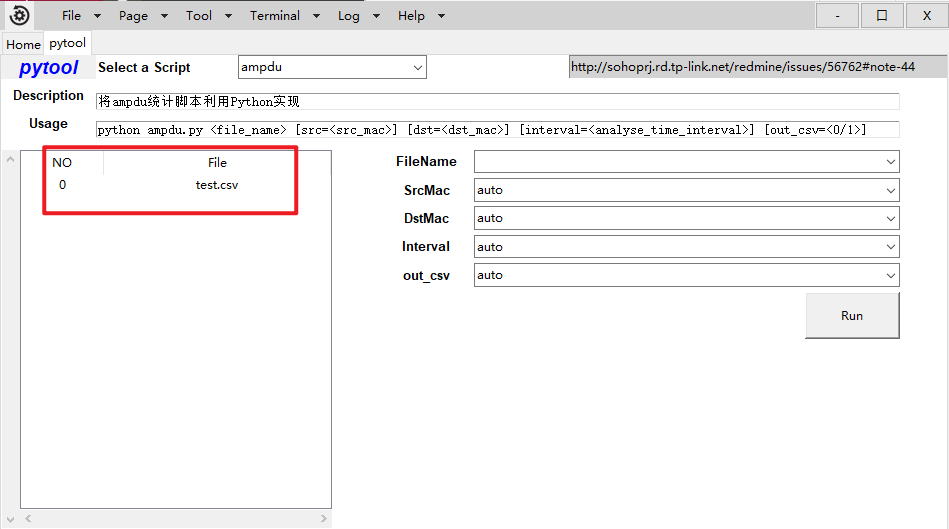 File Page Tool Terminal Log Help - X
Home pytool
pytool Select a Script ampdu http://sohoprj.rd.tp-link.net/redmine/issues/56762#note-44
Description 将ampdu统计脚本利用Python实现
Usage python ampdu.py <file_name> [src=<src_mac>] [dst=<dst_mac>] [interval=<analyse_time_interval>] [out_csv=<0/1>]
NO File
0 test.csv
FileName
SrcMac auto
DstMac auto
Interval auto
out_csv auto
Run